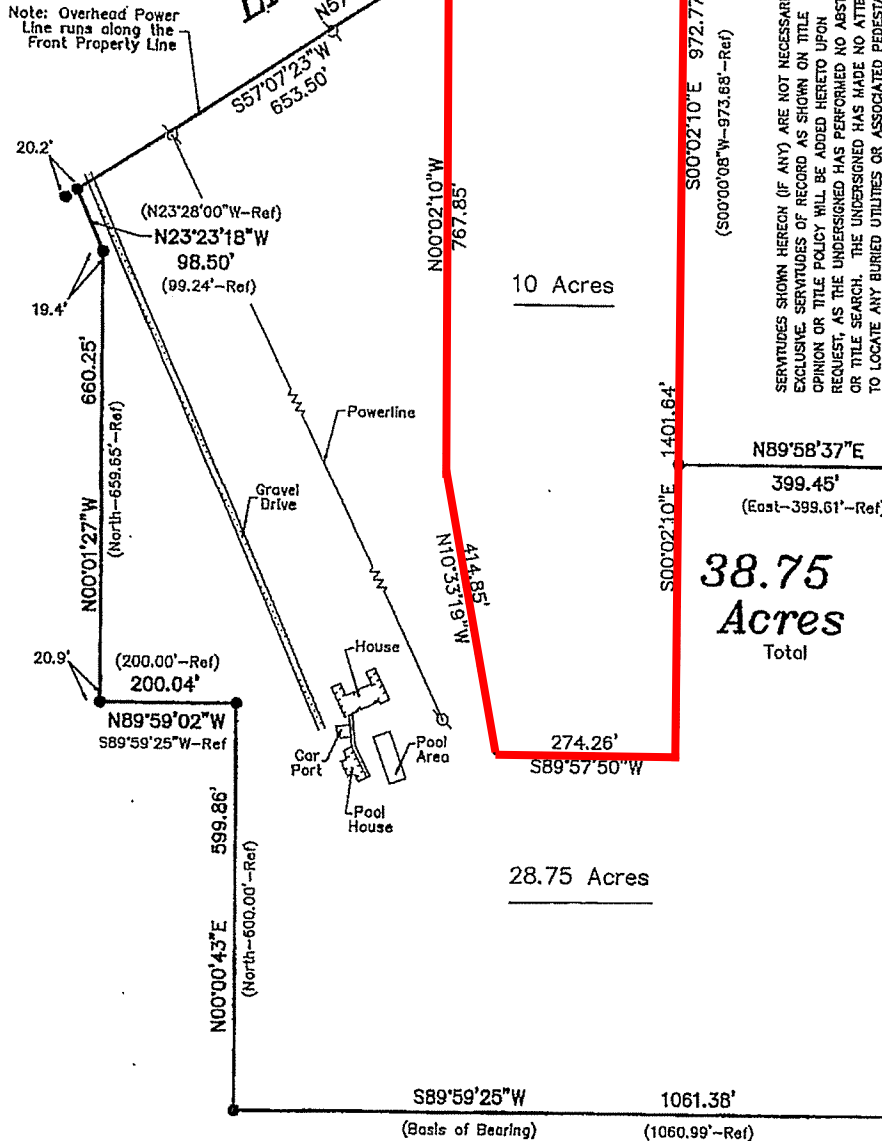 Note: Overhead Power
Line runs along the
Front Property Line
S57°07'23"W
653.50'
20.2'
(N23°28'00"W-Ref)
N23°23'18"W
98.50'
(99.24'-Ref)
19.4'
660.25'
N00°01'27"W
(North-659.65'-Ref)
Powerline
Gravel
Drive
N00°02'10"W
767.85'
10 Acres
S00°02'10"E 972.77
(S00°00'08"W-973.68'-Ref)
SERVITUDES SHOWN HEREON (IF ANY) ARE NOT NECESSAR
EXCLUSIVE. SERVITUDES OF RECORD AS SHOWN ON TITLE
OPINION OR TITLE POLICY WILL BE ADDED HERETO UPON
REQUEST, AS THE UNDERSIGNED HAS PERFORMED NO ABST
OR TITLE SEARCH. THE UNDERSIGNED HAS MADE NO ATTE
TO LOCATE ANY BURIED UTILITIES OR ASSOCIATED PEDEST
1401.64'
S00°02'10"E
N89°58'37"E
399.45'
(East-399.61'-Ref)
414.85'
N10°33'19"W
38.75
Acres
Total
20.9'
(200.00'-Ref)
200.04'
N89°59'02"W
S89°59'25"W-Ref
House
Car
Port
Pool
Area
Pool
House
274.26'
S89°57'50"W
599.86'
N00°00'43"E
(North-600.00'-Ref)
28.75 Acres
S89°59'25"W 1061.38'
(Basis of Bearing) (1060.99'-Ref)